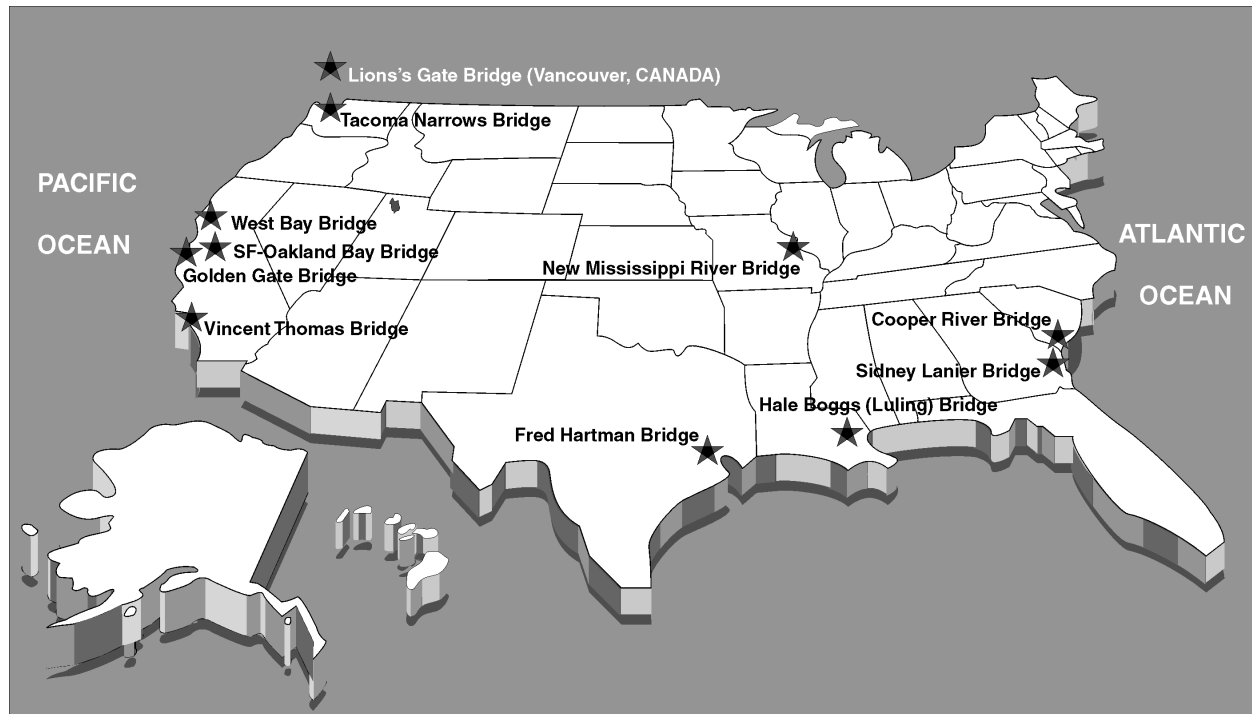 Lions's Gate Bridge (Vancouver, CANADA)
Tacoma Narrows Bridge
PACIFIC
OCEAN
West Bay Bridge
SF-Oakland Bay Bridge
Golden Gate Bridge
Vincent Thomas Bridge
New Mississippi River Bridge
ATLANTIC
OCEAN
Cooper River Bridge
Sidney Lanier Bridge
Hale Boggs (Luling) Bridge
Fred Hartman Bridge